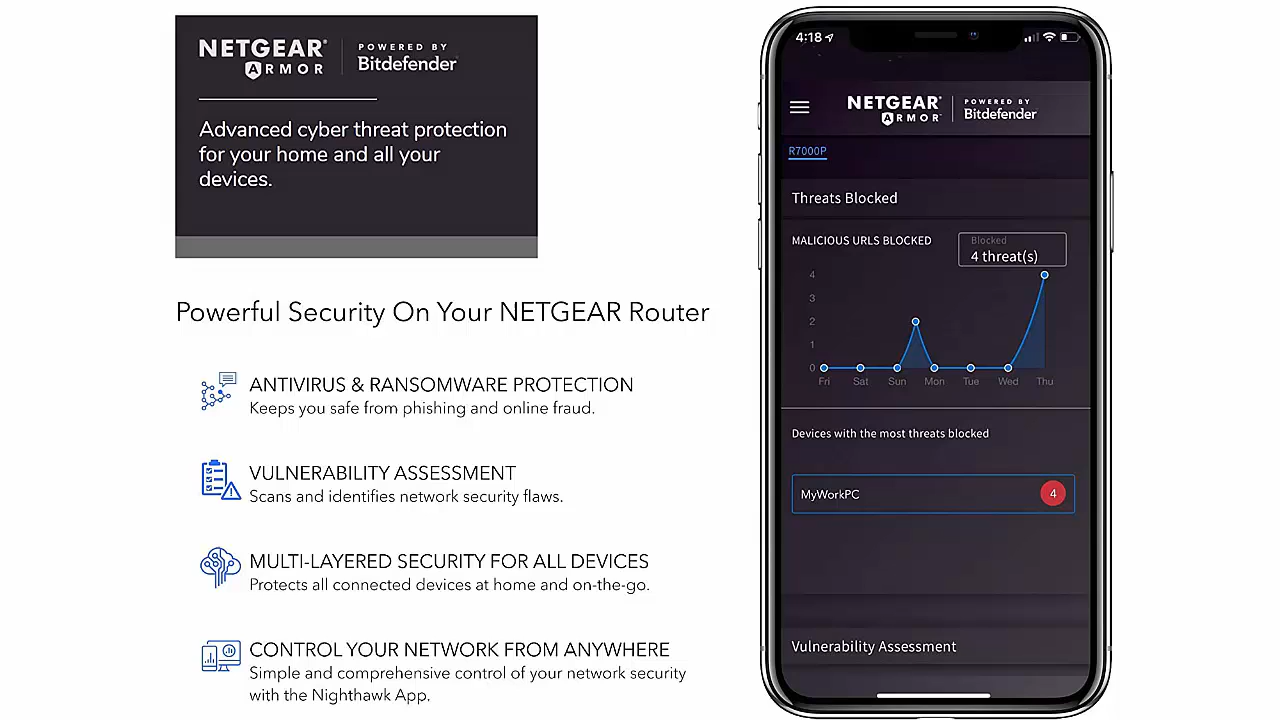 NETGEAR® POWERED BY
ARMOR Bitdefender
Advanced cyber threat protection
for your home and all your
devices.
Powerful Security On Your NETGEAR Router
ANTIVIRUS & RANSOMWARE PROTECTION
Keeps you safe from phishing and online fraud.
VULNERABILITY ASSESSMENT
Scans and identifies network security flaws.
MULTI-LAYERED SECURITY FOR ALL DEVICES
Protects all connected devices at home and on-the-go.
CONTROL YOUR NETWORK FROM ANYWHERE
Simple and comprehensive control of your network security
with the Nighthawk App.
4:18
NETGEAR® POWERED BY
ARMOR Bitdefender
R7000P
Threats Blocked
MALICIOUS URLS BLOCKED
Blocked
4 threat(s)
4
3
2
1
0
Fri Sat Sun Mon Tue Wed Thu
Devices with the most threats blocked
MyWorkPC 4
Vulnerability Assessment